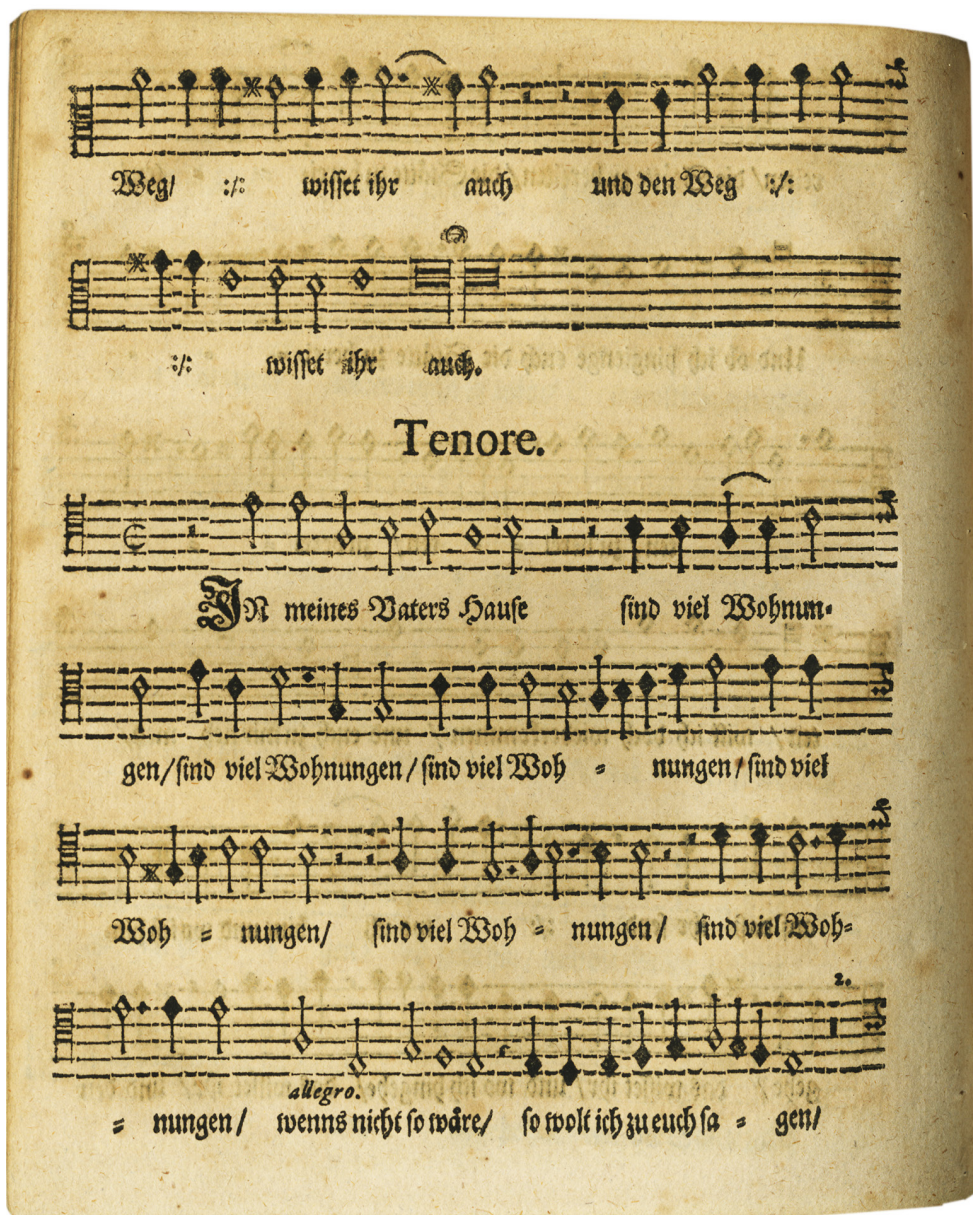 Weg/ :/: wisset ihr auch und den Weg :/:
:/: wisset ihr auch.
Tenore.
IN meines Vaters Hause sind viel Wohnun-
gen/ sind viel Wohnungen/ sind viel Woh - nungen/ sind viel
Woh - nungen/ sind viel Woh - nungen/ sind viel Woh-
2.
allegro.
- nungen/ wenns nicht so wåre/ so wolt ich zu euch sa - gen/